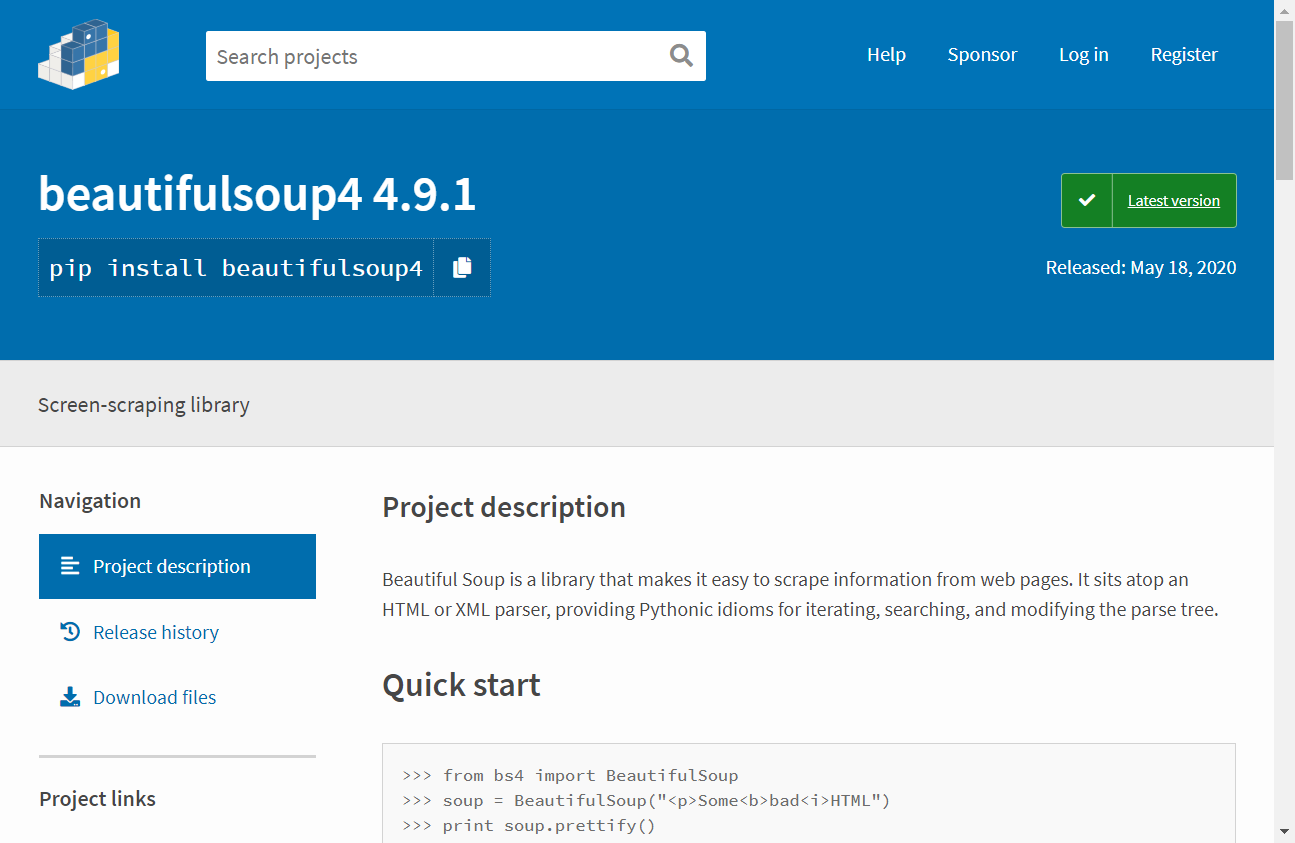 Search projects
Help
Sponsor
Log in
Register
beautifulsoup4 4.9.1
pip install beautifulsoup4
Latest version
Released: May 18, 2020
Screen-scraping library
Navigation
Project description
Release history
Download files
Project links
Project description
Beautiful Soup is a library that makes it easy to scrape information from web pages. It sits atop an
HTML or XML parser, providing Pythonic idioms for iterating, searching, and modifying the parse tree.
Quick start
>>> from bs4 import BeautifulSoup
>>> soup = BeautifulSoup("<p>Some<b>bad<i>HTML")
>>> print soup.prettify()